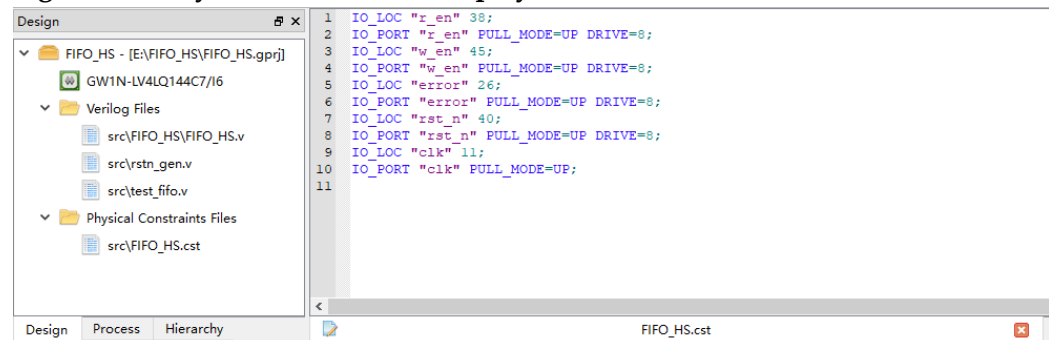 Design
FIFO_HS - [E:\FIFO_HS\FIFO_HS.gprj]
GW1N-LV4LQ144C7/I6
Verilog Files
src\FIFO_HS\FIFO_HS.v
src\rstn_gen.v
src\test_fifo.v
Physical Constraints Files
src\FIFO_HS.cst
Design Process Hierarchy
1 IO_LOC "r_en" 38;
2 IO_PORT "r_en" PULL_MODE=UP DRIVE=8;
3 IO_LOC "w_en" 45;
4 IO_PORT "w_en" PULL_MODE=UP DRIVE=8;
5 IO_LOC "error" 26;
6 IO_PORT "error" PULL_MODE=UP DRIVE=8;
7 IO_LOC "rst_n" 40;
8 IO_PORT "rst_n" PULL_MODE=UP DRIVE=8;
9 IO_LOC "clk" 11;
10 IO_PORT "clk" PULL_MODE=UP;
11
FIFO_HS.cst